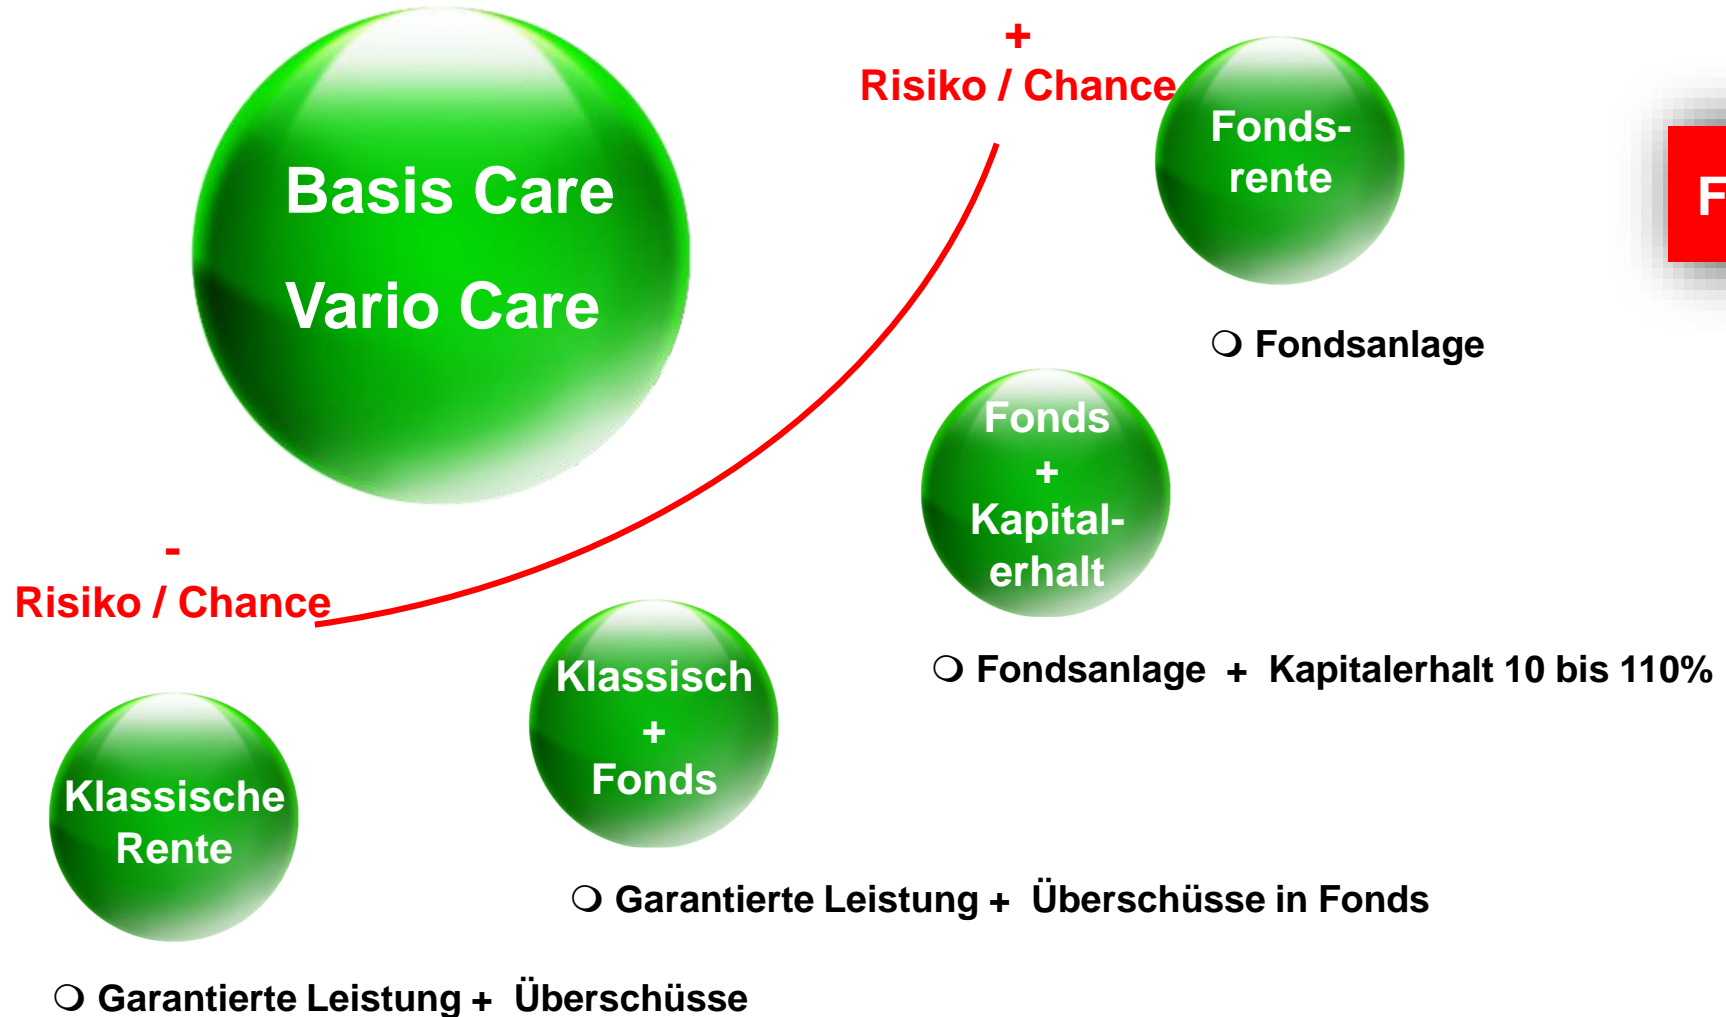 Basis Care
Vario Care
+
Risiko / Chance
Fonds-
rente
F
Fondsanlage
Fonds
+
Kapital-
erhalt
Fondsanlage + Kapitalerhalt 10 bis 110%
-
Risiko / Chance
Klassisch
+
Fonds
Garantierte Leistung + Überschüsse in Fonds
Klassische
Rente
Garantierte Leistung + Überschüsse